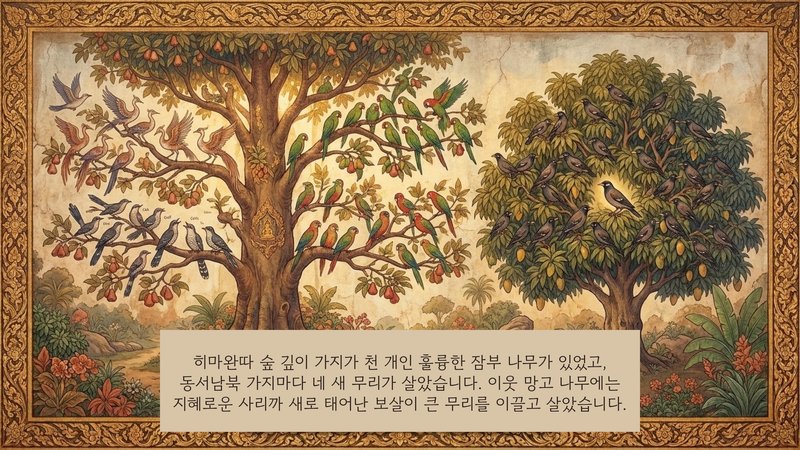 히마완따 숲 깊이 가지가 천 개인 훌륭한 잠부 나무가 있었고,
동서남북 가지마다 네 새 무리가 살았습니다. 이웃 망고 나무에는
지혜로운 사리까 새로 태어난 보살이 큰 무리를 이끌고 살았습니다.